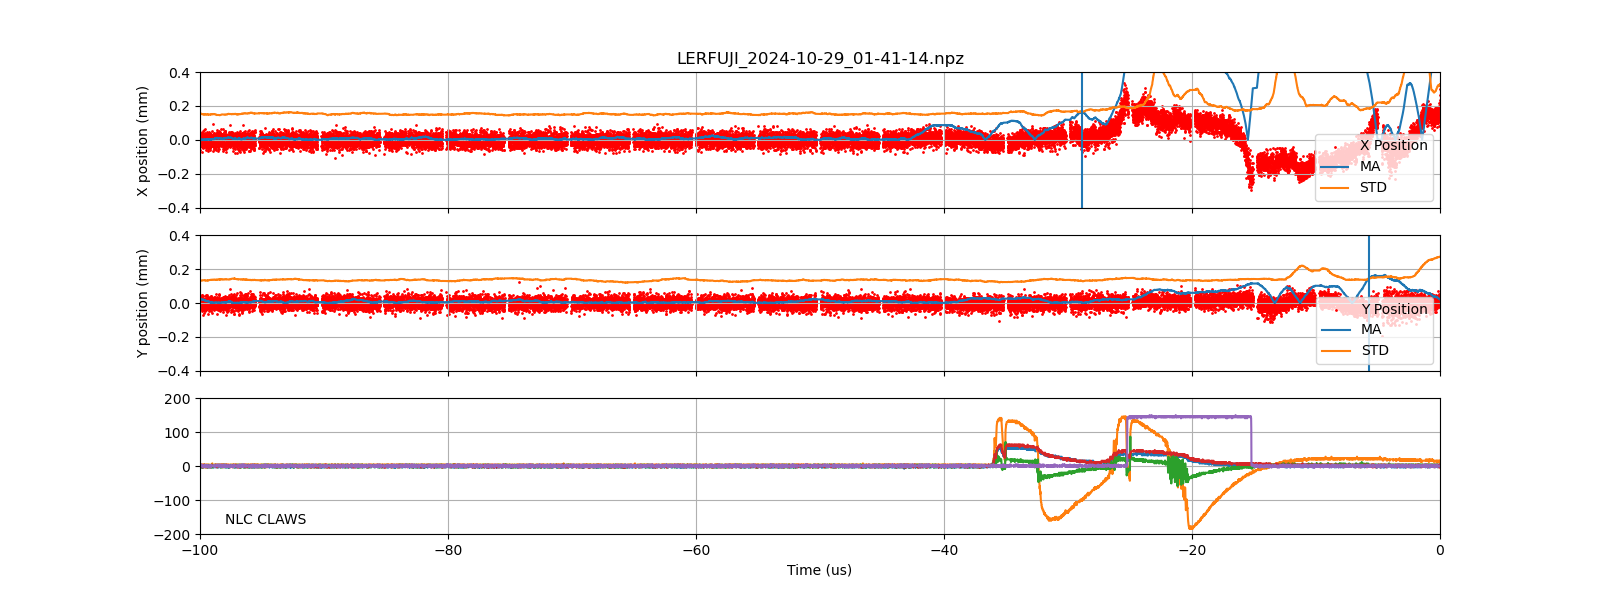 LERFUJI_2024-10-29_01-41-14.npz
0.4
0.2
0.0
−0.2
−0.4
X position (mm)
X Position
MA
STD
0.4
0.2
0.0
−0.2
−0.4
Y position (mm)
Y Position
MA
STD
200
100
0
−100
−200
NLC CLAWS
−100
−80
−60
−40
−20
0
Time (us)